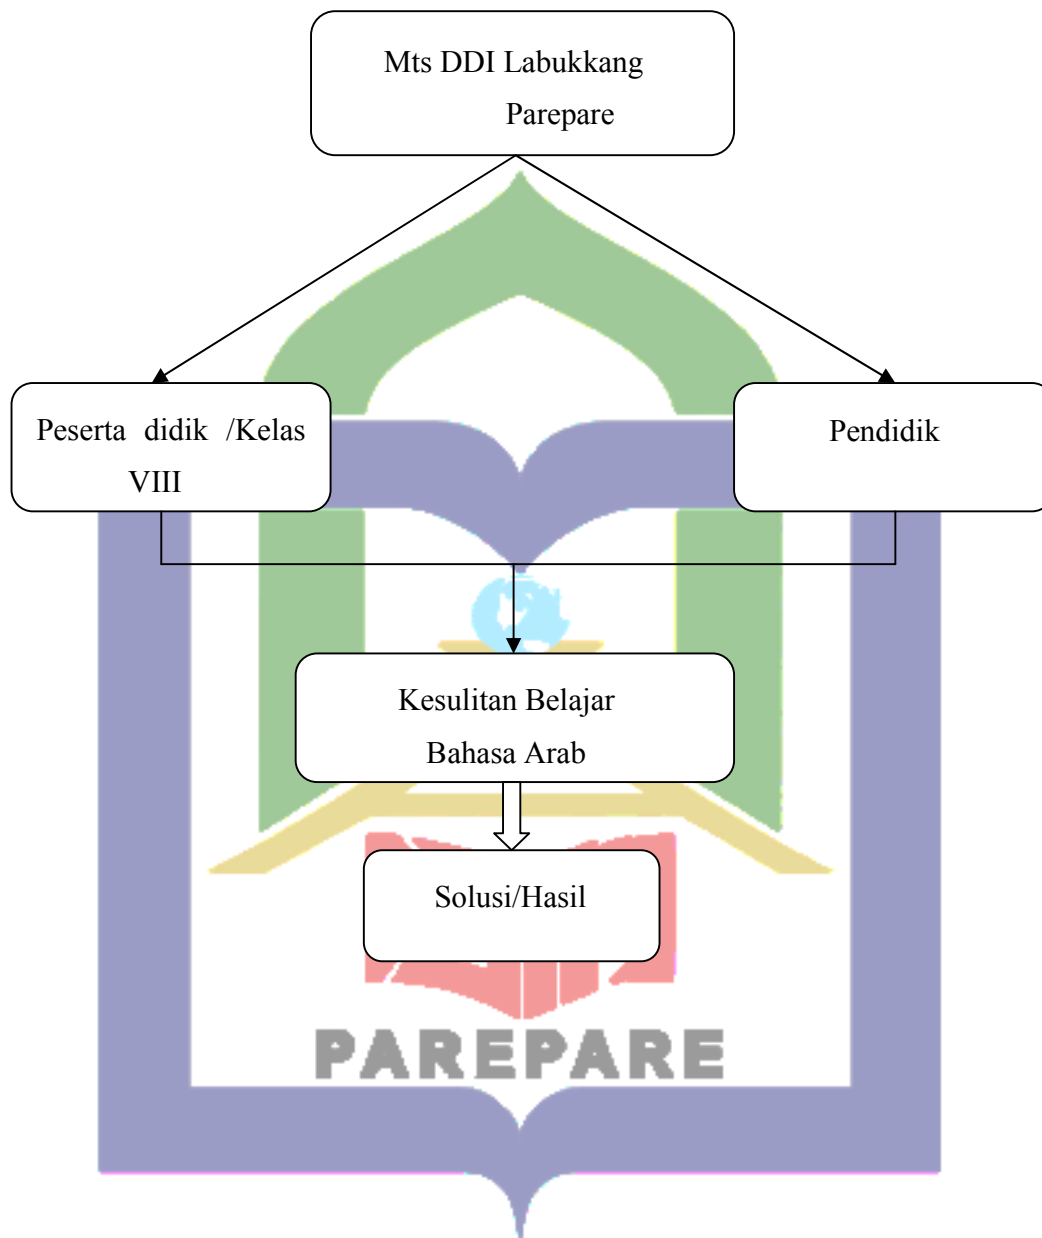 Mts DDI Labukkang
Parepare
Peserta didik /Kelas
VIII
Pendidik
Kesulitan Belajar
Bahasa Arab
Solusi/Hasil
PAREPARE